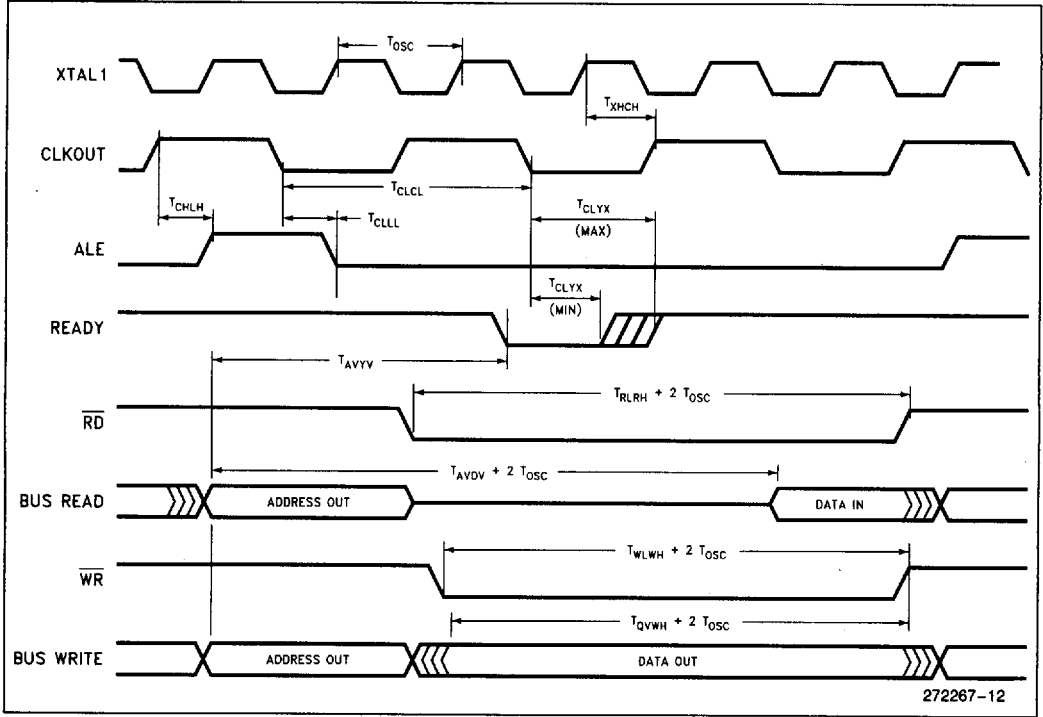 T_OSC
XTAL1
T_XHCH
CLKOUT
T_CLCL
T_CHLH
T_CLLL
T_CLYX
(MAX)
ALE
T_CLYX
(MIN)
READY
T_AVYV
T_RLRH + 2 T_OSC
R̅D̅
T_AVDV + 2 T_OSC
BUS READ
ADDRESS OUT
DATA IN
T_WLWH + 2 T_OSC
W̅R̅
T_QVWH + 2 T_OSC
BUS WRITE
ADDRESS OUT
DATA OUT
272267-12